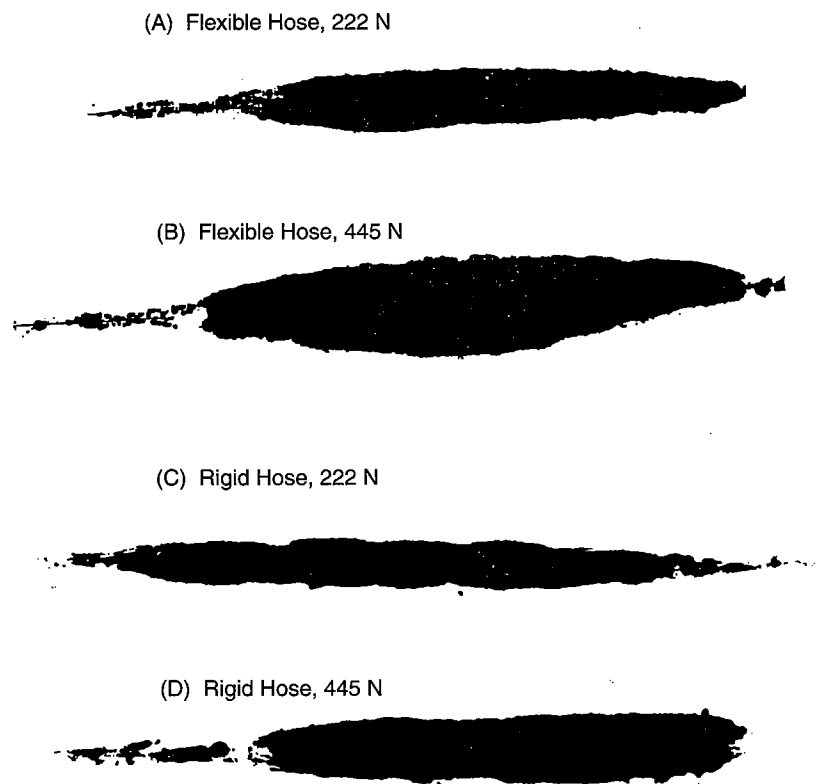 (A) Flexible Hose, 222 N
(B) Flexible Hose, 445 N
(C) Rigid Hose, 222 N
(D) Rigid Hose, 445 N